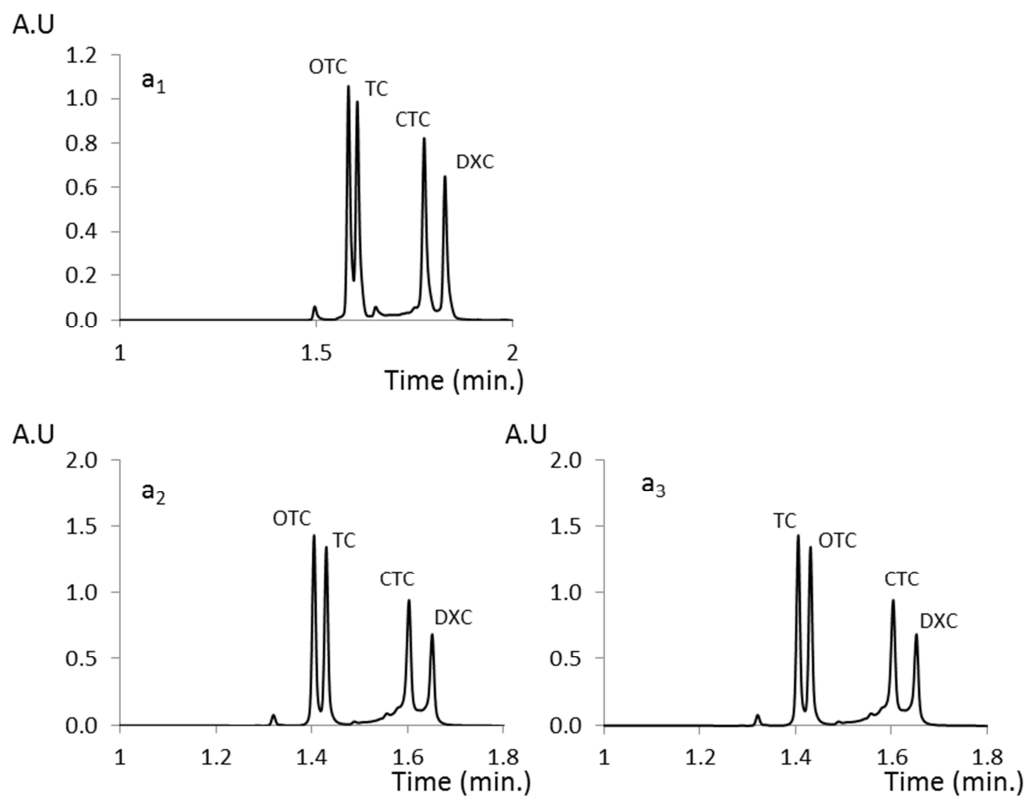 A.U
a1
OTC
TC
CTC
DXC
1.2
1.0
0.8
0.6
0.4
0.2
0.0
1 1.5 2
Time (min.)
A.U
a2
OTC
TC
CTC
DXC
2.0
1.5
1.0
0.5
0.0
1 1.2 1.4 1.6 1.8
Time (min.)
A.U
a3
TC
OTC
CTC
DXC
2.0
1.5
1.0
0.5
0.0
1 1.2 1.4 1.6 1.8
Time (min.)